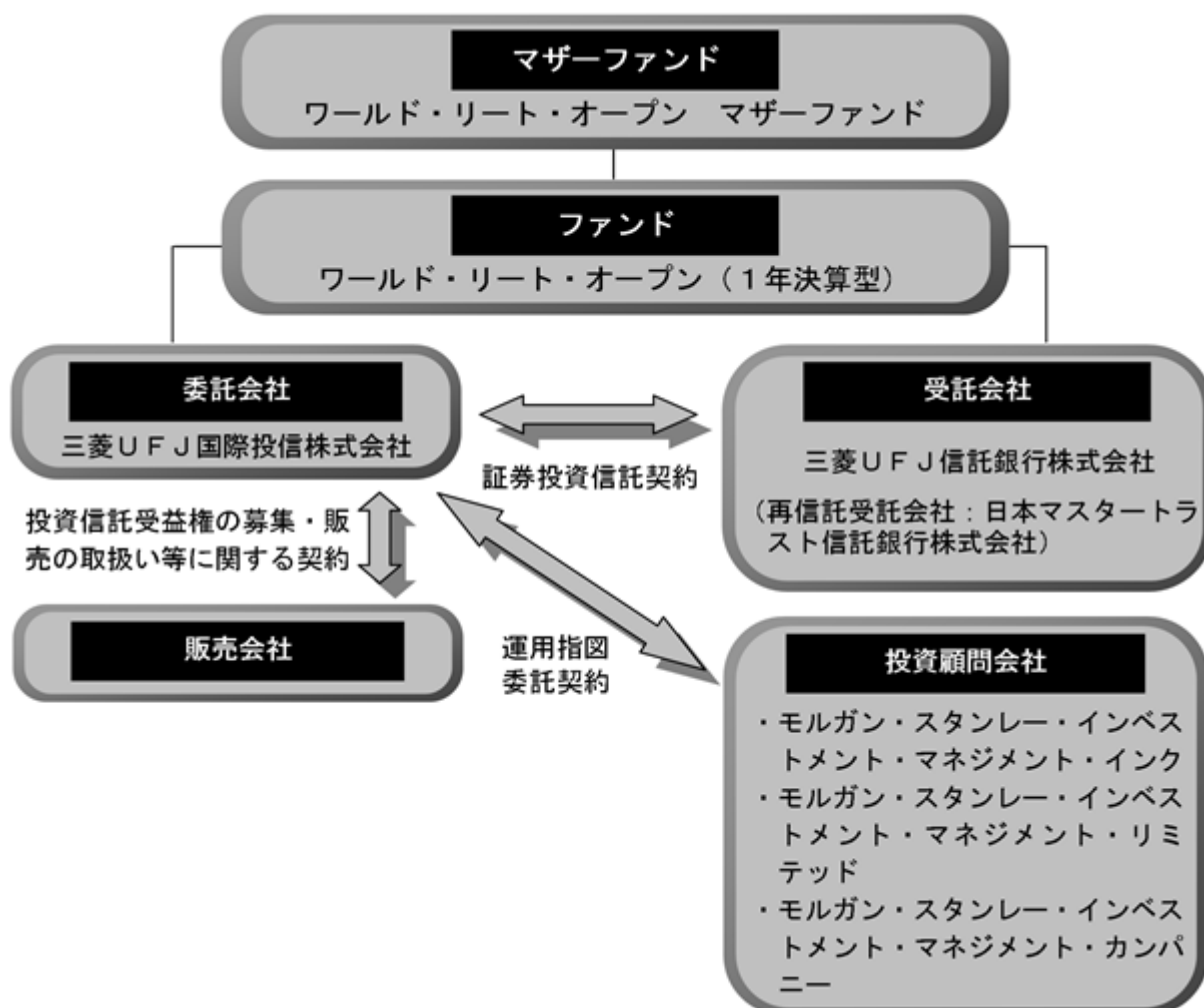 マザーファンド
ワールド・リート・オープン　マザーファンド
ファンド
ワールド・リート・オープン（１年決算型）
委託会社
三菱ＵＦＪ国際投信株式会社
証券投資信託契約
受託会社
三菱ＵＦＪ信託銀行株式会社
（再信託受託会社：日本マスタートラ
スト信託銀行株式会社）
投資信託受益権の募集・販
売の取扱い等に関する契約
販売会社
運用指図
委託契約
投資顧問会社
・モルガン・スタンレー・インベス
トメント・マネジメント・インク
・モルガン・スタンレー・インベス
トメント・マネジメント・リミ
テッド
・モルガン・スタンレー・インベス
トメント・マネジメント・カンパ
ニー